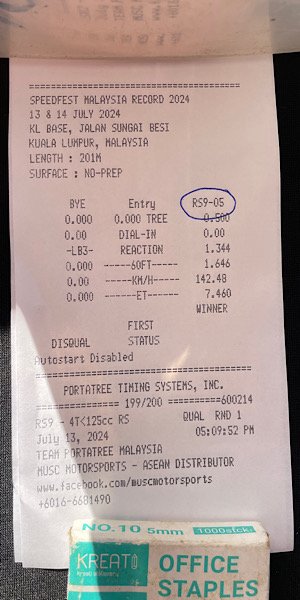 SPEEDFEST MALAYSIA RECORD 2024
13 & 14 JULY 2024
KL BASE, JALAN SUNGAI BESI
KUALA LUMPUR, MALAYSIA
LENGTH : 201M
SURFACE : NO-PREP
BYE Entry RS9-05
0.000 0.000 TREE 0.500
0.00 DIAL-IN 0.00
-LB3- REACTION 1.344
0.000 ------60FT------ 1.646
0.00 ------KM/H------ 142.48
0.000 -------ET------- 7.460
WINNER
FIRST
DISQUAL STATUS
Autostart Disabled
PORTATREE TIMING SYSTEMS, INC.
========== 199/200 ==========600214
RS9 - 4T<125cc RS QUAL RND 1
July 13, 2024 05:09:52 PM
TEAM PORTATREE MALAYSIA
MUSC MOTORSPORTS - ASEAN DISTRIBUTOR
www.facebook.com/muscmotorsports
+6016-6681490
NO.10 5mm 1000stcks
KREATO
OFFICE
STAPLES